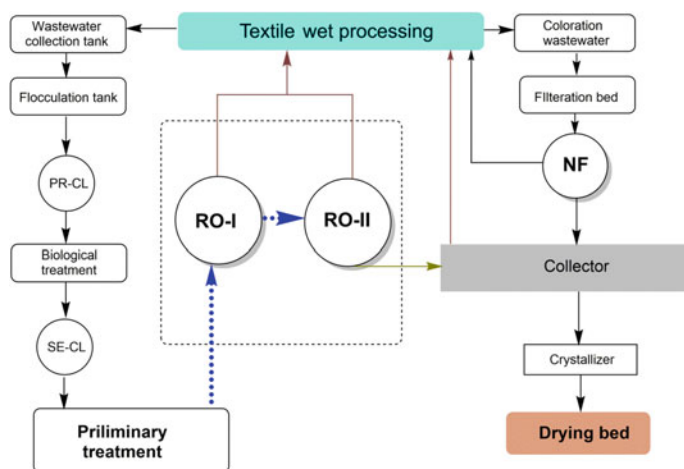 Wastewater
collection tank
Textile wet processing
Coloration
wastewater
Flocculation tank
FIlteration bed
PR-CL
NF
RO-I
RO-II
Biological
treatment
Collector
SE-CL
Crystallizer
Priliminary
treatment
Drying bed